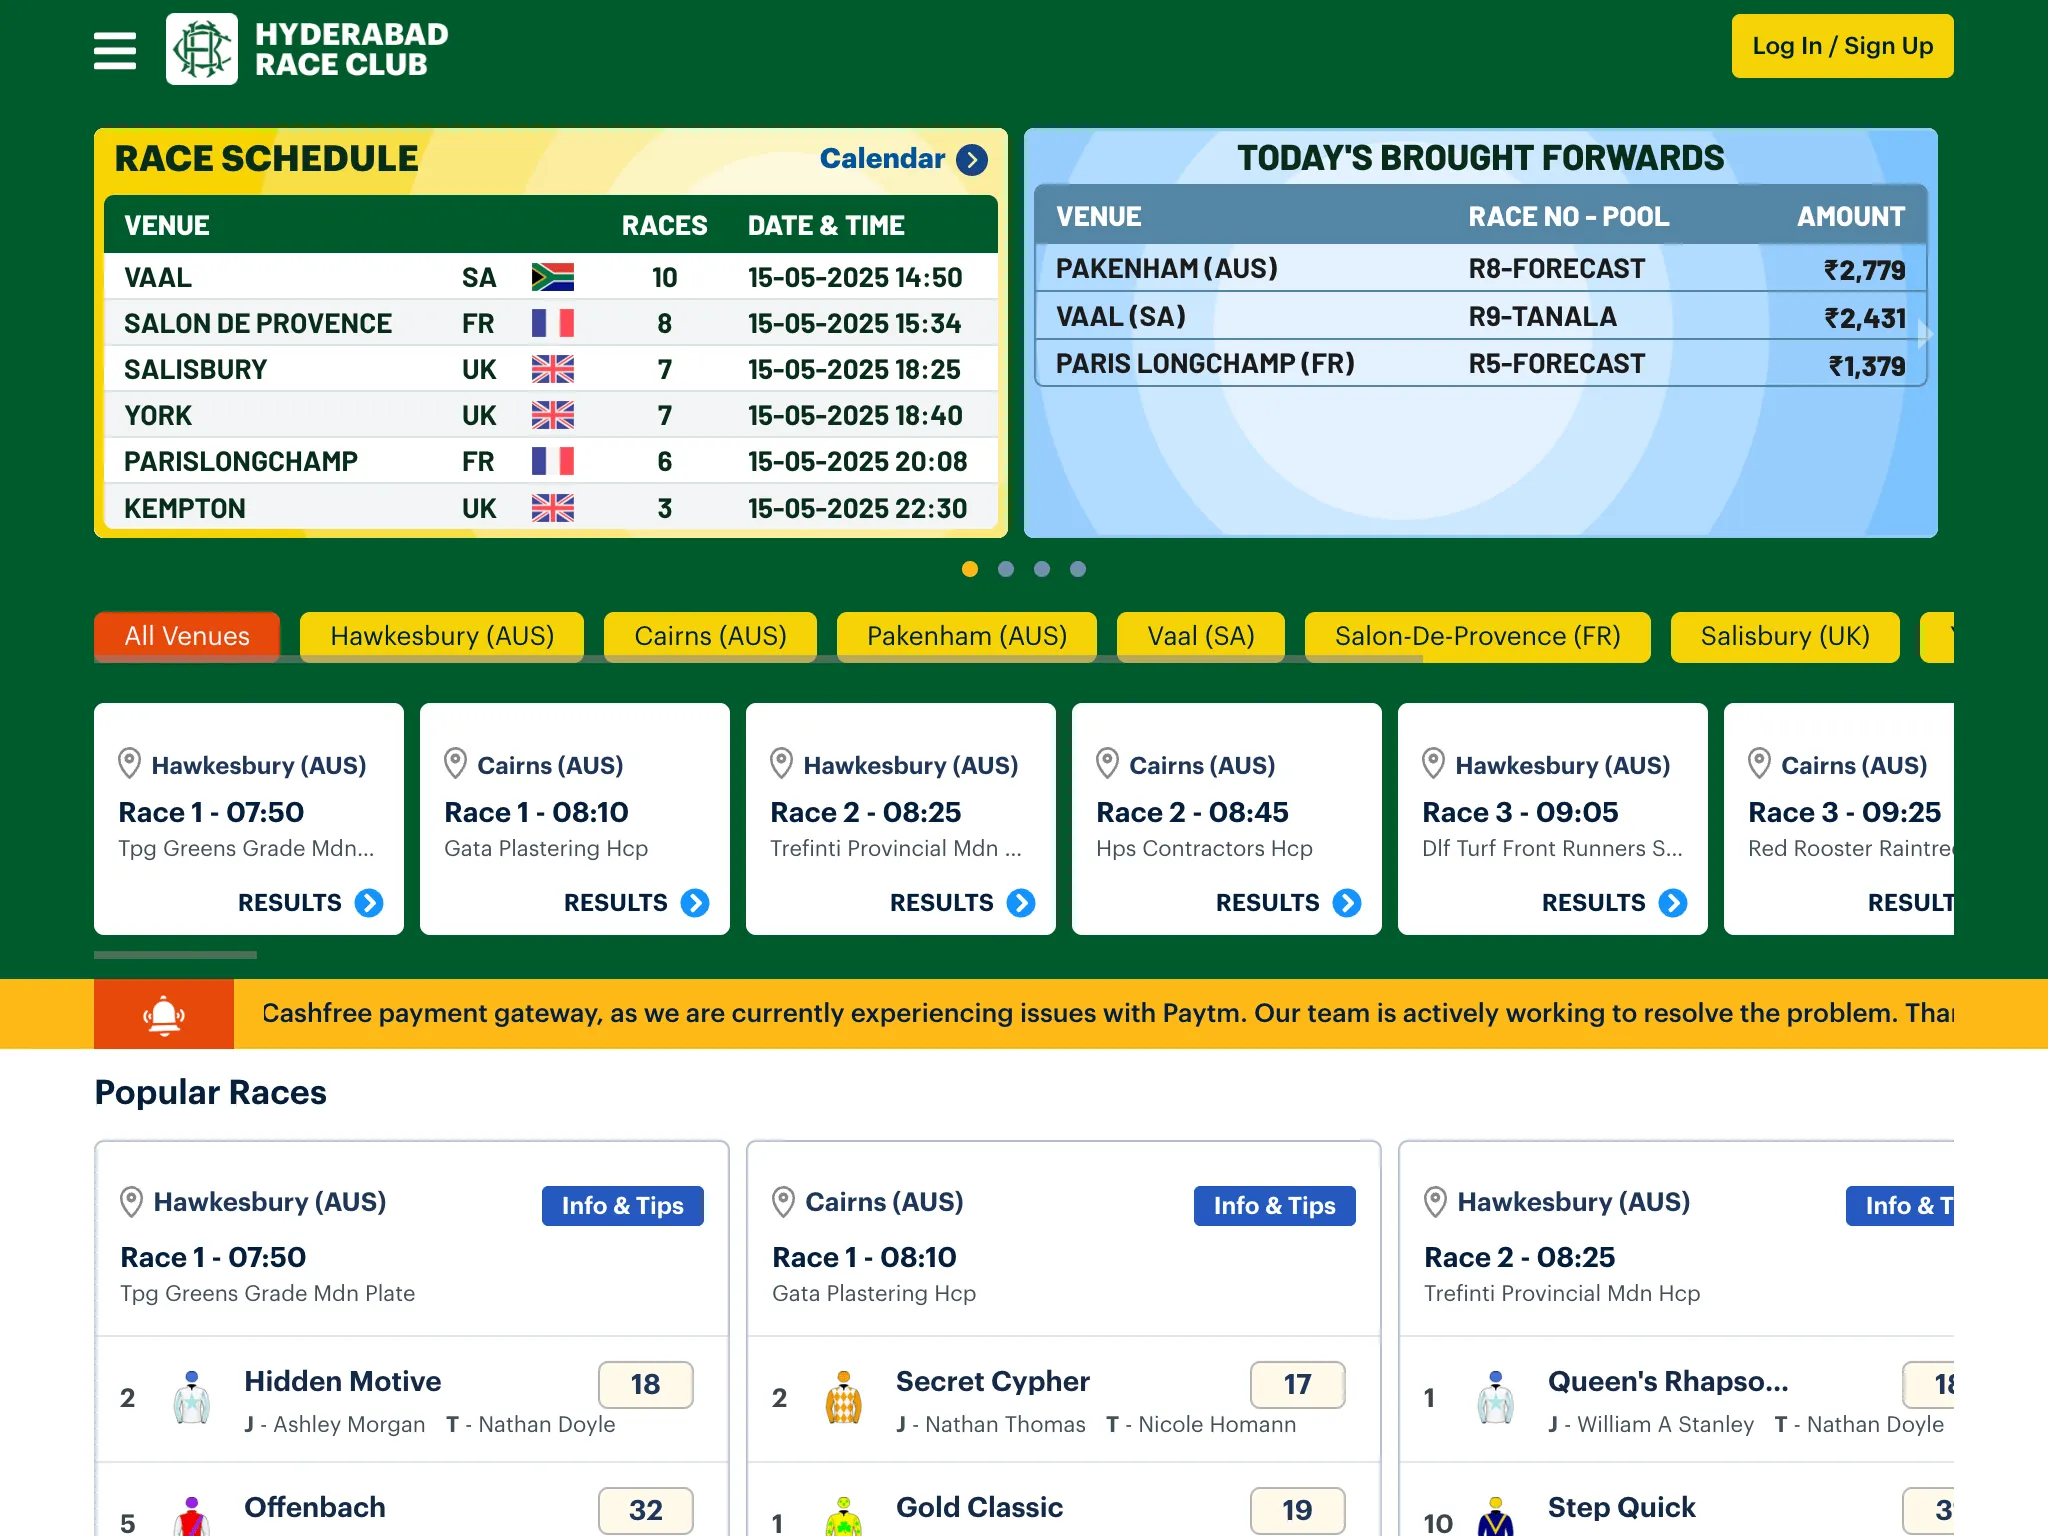 HYDERABAD
RACE CLUB
Log In / Sign Up
RACE SCHEDULE
Calendar
VENUE RACES DATE & TIME
VAAL SA 10 15-05-2025 14:50
SALON DE PROVENCE FR 8 15-05-2025 15:34
SALISBURY UK 7 15-05-2025 18:25
YORK UK 7 15-05-2025 18:40
PARISLONGCHAMP FR 6 15-05-2025 20:08
KEMPTON UK 3 15-05-2025 22:30
TODAY'S BROUGHT FORWARDS
VENUE RACE NO - POOL AMOUNT
PAKENHAM (AUS) R8-FORECAST ₹2,779
VAAL (SA) R9-TANALA ₹2,431
PARIS LONGCHAMP (FR) R5-FORECAST ₹1,379
All Venues Hawkesbury (AUS) Cairns (AUS) Pakenham (AUS) Vaal (SA) Salon-De-Provence (FR) Salisbury (UK)
Hawkesbury (AUS)
Race 1 - 07:50
Tpg Greens Grade Mdn...
RESULTS
Cairns (AUS)
Race 1 - 08:10
Gata Plastering Hcp
RESULTS
Hawkesbury (AUS)
Race 2 - 08:25
Trefinti Provincial Mdn ...
RESULTS
Cairns (AUS)
Race 2 - 08:45
Hps Contractors Hcp
RESULTS
Hawkesbury (AUS)
Race 3 - 09:05
Dlf Turf Front Runners S...
RESULTS
Cairns (AUS)
Race 3 - 09:25
Red Rooster Raintre
RESULT
Cashfree payment gateway, as we are currently experiencing issues with Paytm. Our team is actively working to resolve the problem. Than
Popular Races
Hawkesbury (AUS) Info & Tips
Race 1 - 07:50
Tpg Greens Grade Mdn Plate
2 Hidden Motive 18
J - Ashley Morgan T - Nathan Doyle
5 Offenbach 32
Cairns (AUS) Info & Tips
Race 1 - 08:10
Gata Plastering Hcp
2 Secret Cypher 17
J - Nathan Thomas T - Nicole Homann
1 Gold Classic 19
Hawkesbury (AUS) Info & T
Race 2 - 08:25
Trefinti Provincial Mdn Hcp
1 Queen's Rhapso... 18
J - William A Stanley T - Nathan Doyle
10 Step Quick 3